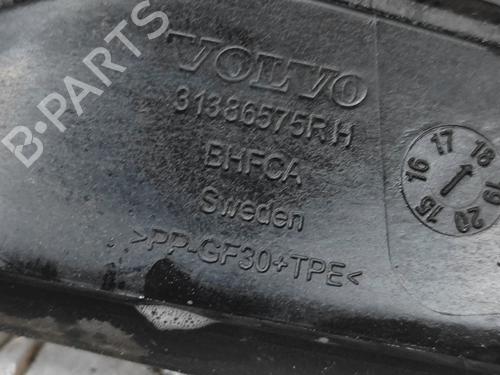 B-PARTS
VOLVO
31386575RH
BHFCA
Sweden
>PP-GF30+TPE<
15 16 17 18 19 20